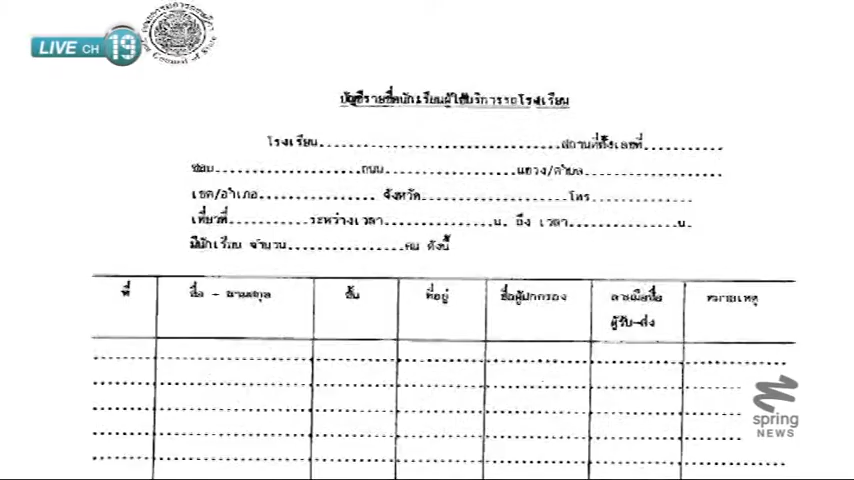 LIVE CH 19
The Council of State
บัญชีรายชื่อนักเรียนผู้ใช้บริการรถโรงเรียน
โรงเรียน........................................สถานที่ตั้งเลขที่.............
ซอย........................ถนน......................แขวง/ตำบล......................
เขต/อำเภอ.................... จังหวัด........................โทร.................
เที่ยวที่..............ระหว่างเวลา..................น. ถึง เวลา...................น.
มีนักเรียน จำนวน....................คน ดังนี้
ที่ ชื่อ - นามสกุล ชั้น ที่อยู่ ชื่อผู้ปกครอง ลายมือชื่อ หมายเหตุ
ผู้รับ-ส่ง
spring
NEWS